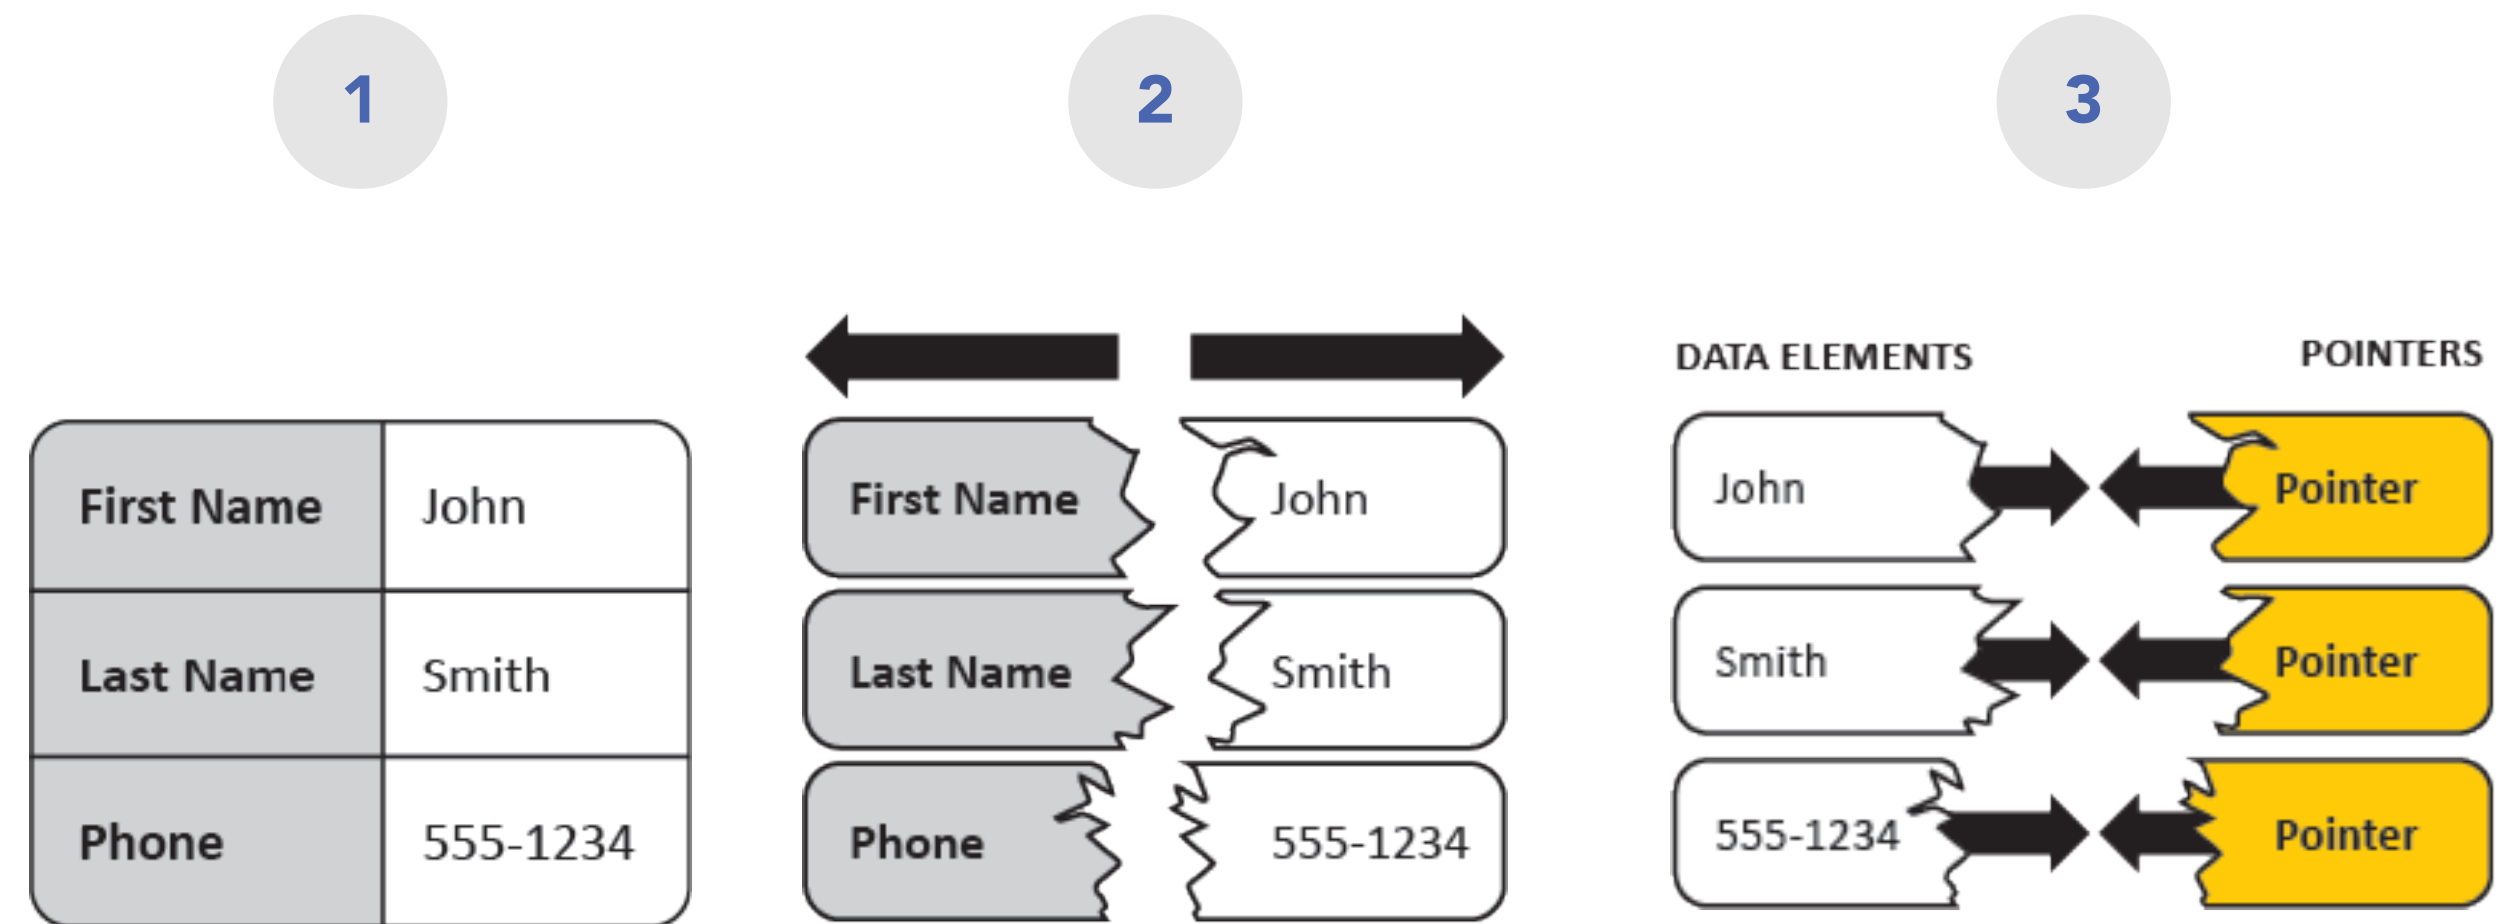 1
2
3
First Name John
Last Name Smith
Phone 555-1234
First Name John
Last Name Smith
Phone 555-1234
DATA ELEMENTS POINTERS
John Pointer
Smith Pointer
555-1234 Pointer